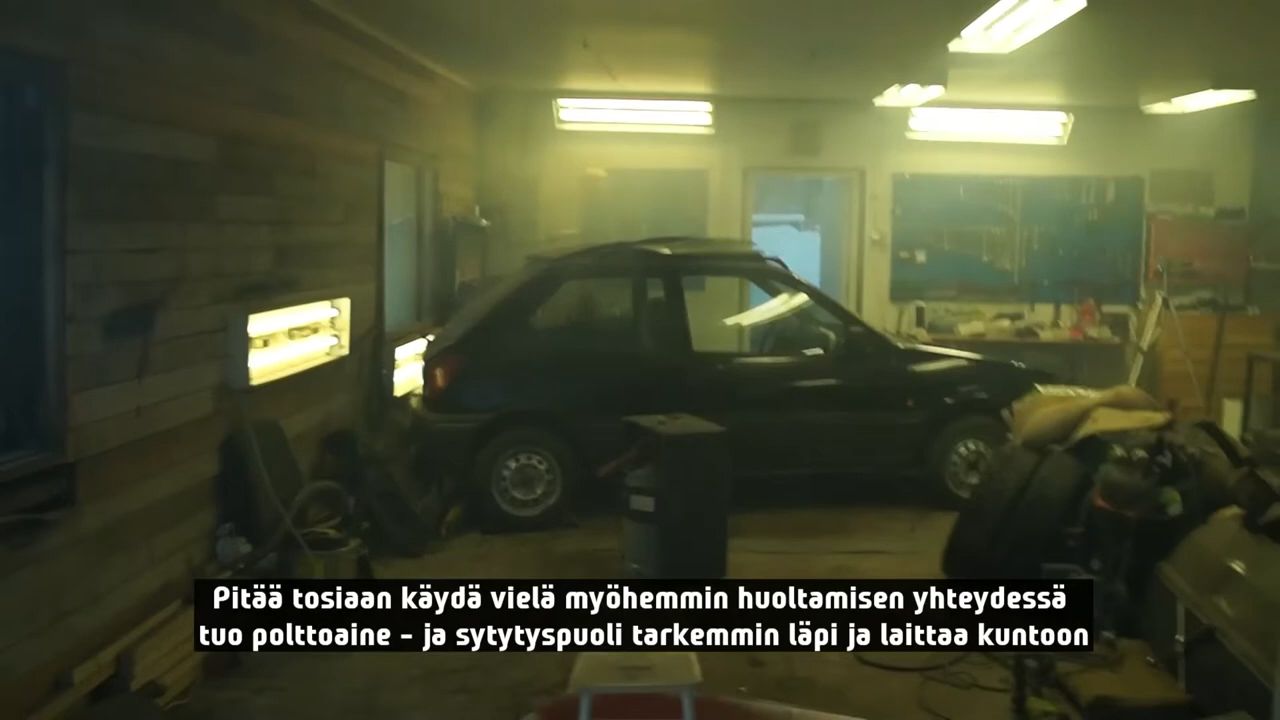 Pitää tosiaan käydä vielä myöhemmin huoltamisen yhteydessä
tuo polttoaine - ja sytytyspuoli tarkemmin läpi ja laittaa kuntoon